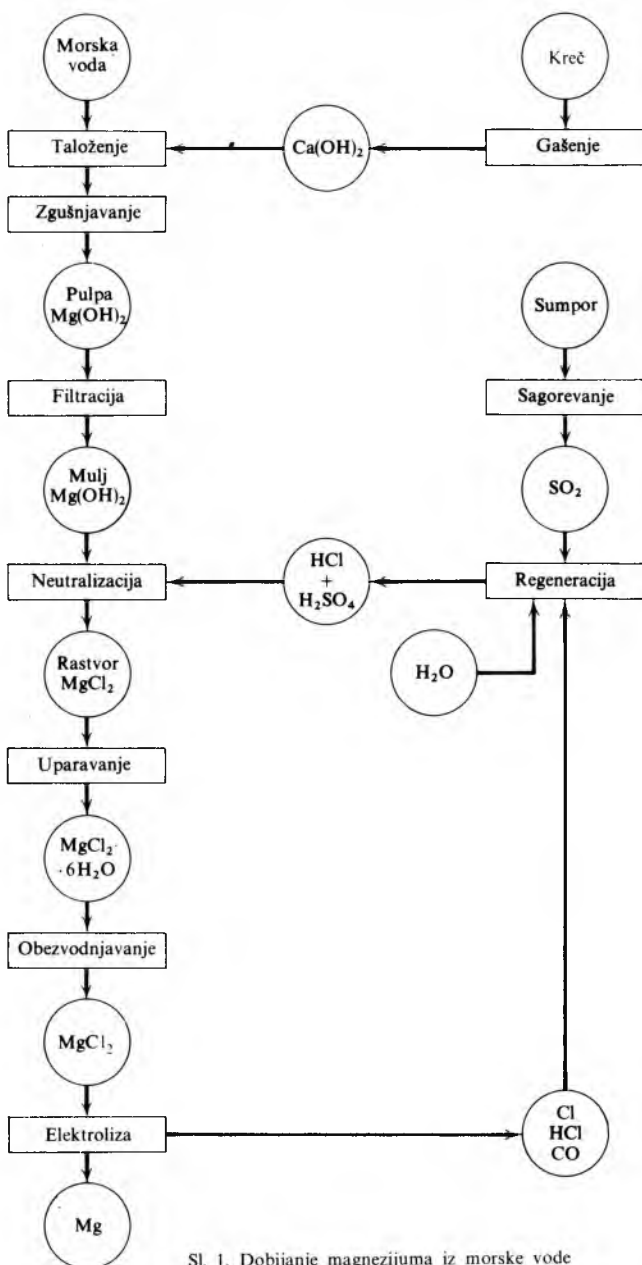 Morska
voda
Kreč
Taloženje
Ca(OH)₂
Gašenje
Zgušnjavanje
Pulpa
Mg(OH)₂
Sumpor
Filtracija
Sagorevanje
Mulj
Mg(OH)₂
SO₂
Neutralizacija
HCl
+
H₂SO₄
Regeneracija
Rastvor
MgCl₂
H₂O
Uparavanje
MgCl₂·
·6H₂O
Obezvodnjavanje
MgCl₂
Elektroliza
Cl
HCl
CO
Mg
Sl. 1. Dobijanje magnezijuma iz morske vode